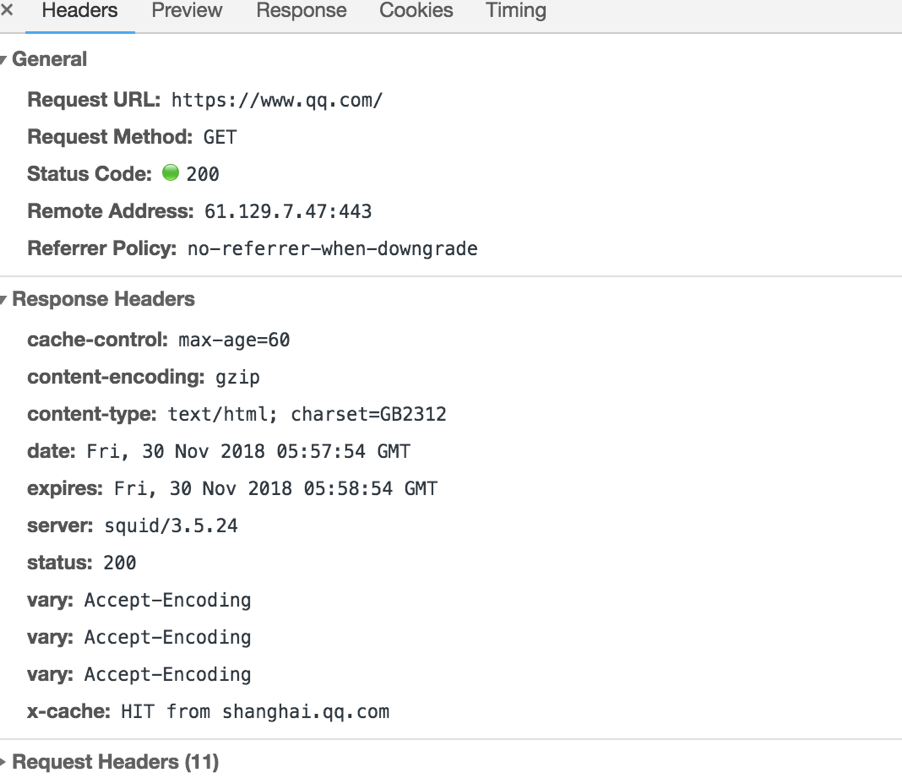 × Headers Preview Response Cookies Timing
▼ General
Request URL: https://www.qq.com/
Request Method: GET
Status Code: 200
Remote Address: 61.129.7.47:443
Referrer Policy: no-referrer-when-downgrade
▼ Response Headers
cache-control: max-age=60
content-encoding: gzip
content-type: text/html; charset=GB2312
date: Fri, 30 Nov 2018 05:57:54 GMT
expires: Fri, 30 Nov 2018 05:58:54 GMT
server: squid/3.5.24
status: 200
vary: Accept-Encoding
vary: Accept-Encoding
vary: Accept-Encoding
x-cache: HIT from shanghai.qq.com
▶ Request Headers (11)